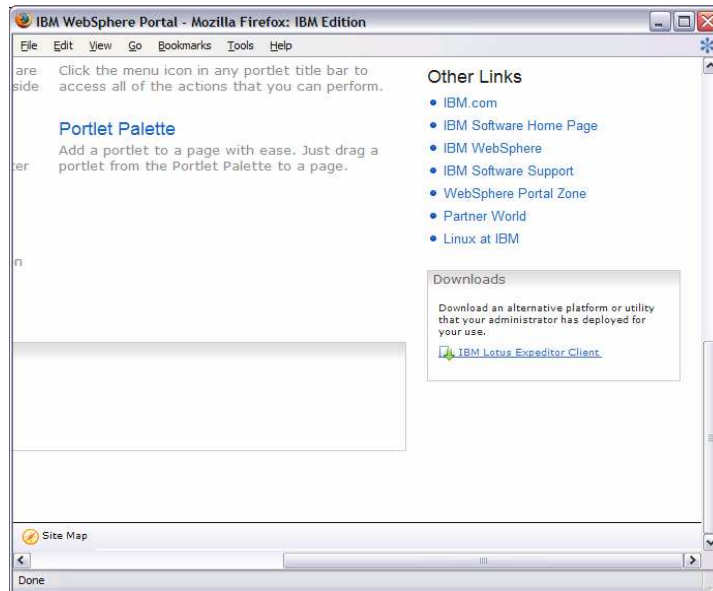 IBM WebSphere Portal - Mozilla Firefox: IBM Edition
File Edit View Go Bookmarks Tools Help
are
side
Click the menu icon in any portlet title bar to
access all of the actions that you can perform.
Portlet Palette
Add a portlet to a page with ease. Just drag a
portlet from the Portlet Palette to a page.
ter
n
Other Links
IBM.com
IBM Software Home Page
IBM WebSphere
IBM Software Support
WebSphere Portal Zone
Partner World
Linux at IBM
Downloads
Download an alternative platform or utility
that your administrator has deployed for
your use.
IBM Lotus Expeditor Client
Site Map
Done